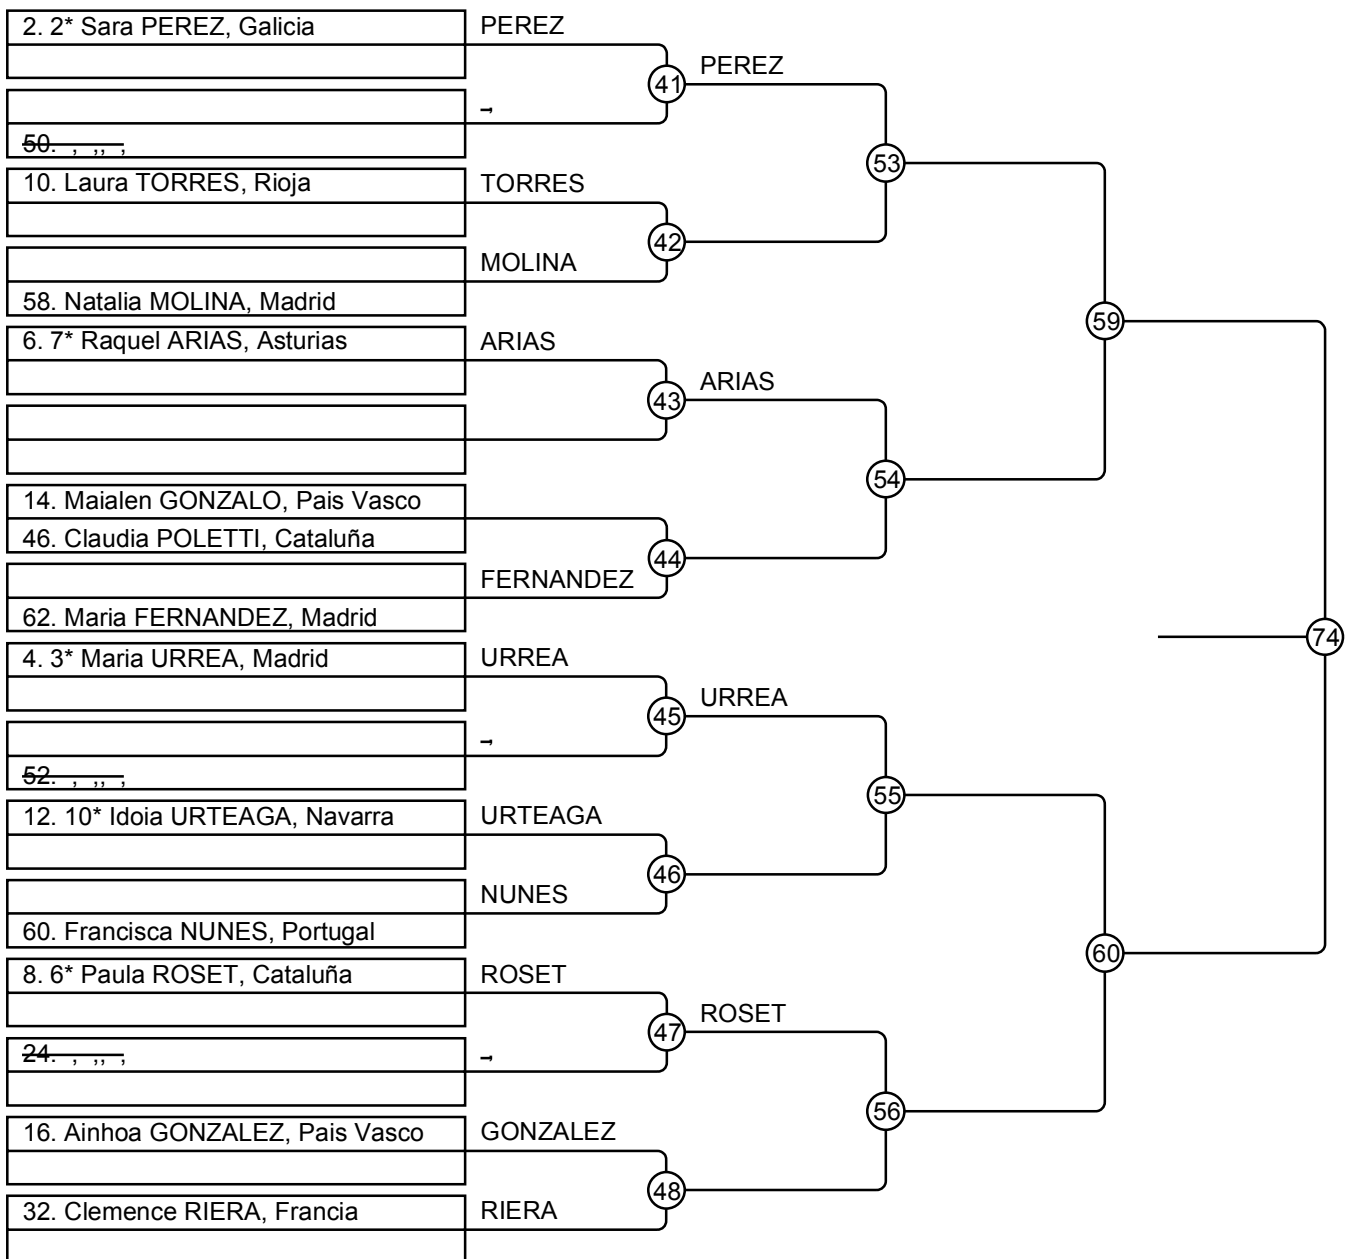 2. 2* Sara PEREZ, Galicia
PEREZ
41
PEREZ
50. , ,, ,
53
10. Laura TORRES, Rioja
TORRES
42
MOLINA
58. Natalia MOLINA, Madrid
59
6. 7* Raquel ARIAS, Asturias
ARIAS
43
ARIAS
54
14. Maialen GONZALO, Pais Vasco
46. Claudia POLETTI, Cataluña
44
FERNANDEZ
62. Maria FERNANDEZ, Madrid
74
4. 3* Maria URREA, Madrid
URREA
45
URREA
52. , ,, ,
55
12. 10* Idoia URTEAGA, Navarra
URTEAGA
46
NUNES
60. Francisca NUNES, Portugal
60
8. 6* Paula ROSET, Cataluña
ROSET
47
ROSET
24. , ,, ,
56
16. Ainhoa GONZALEZ, Pais Vasco
GONZALEZ
48
32. Clemence RIERA, Francia
RIERA